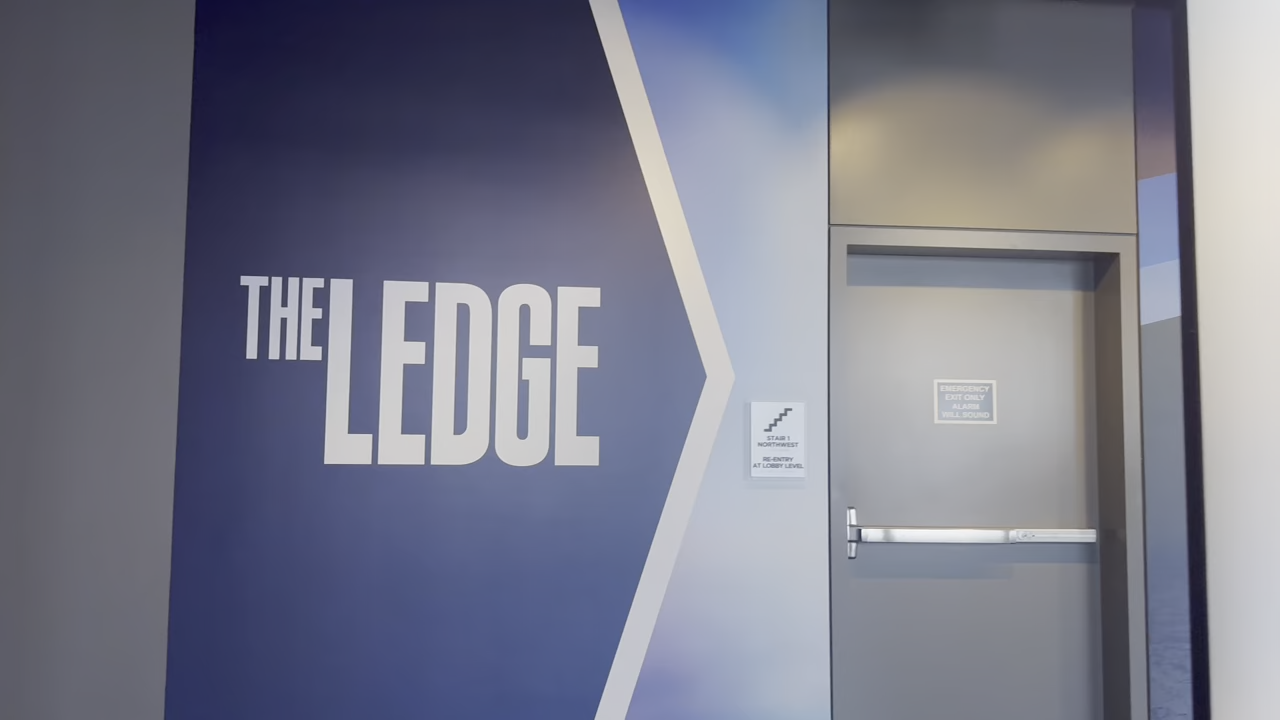 THE LEDGE
STAIR 1
NORTHWEST
RE-ENTRY
AT LOBBY LEVEL
EMERGENCY
EXIT ONLY
ALARM
WILL SOUND